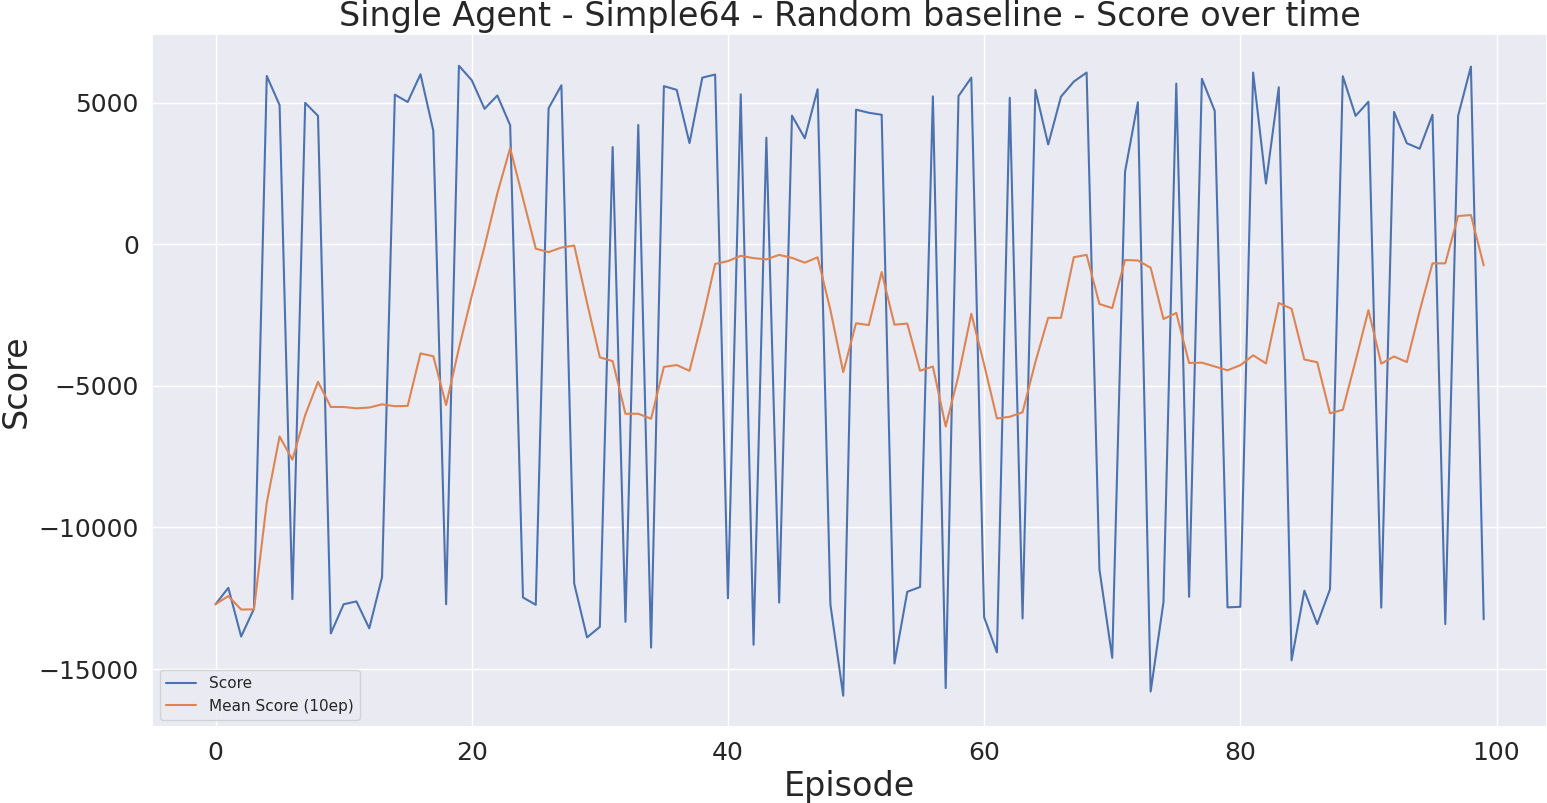 Single Agent - Simple64 - Random baseline - Score over time
Score
5000
0
−5000
−10000
−15000
Score
Mean Score (10ep)
0 20 40 60 80 100
Episode